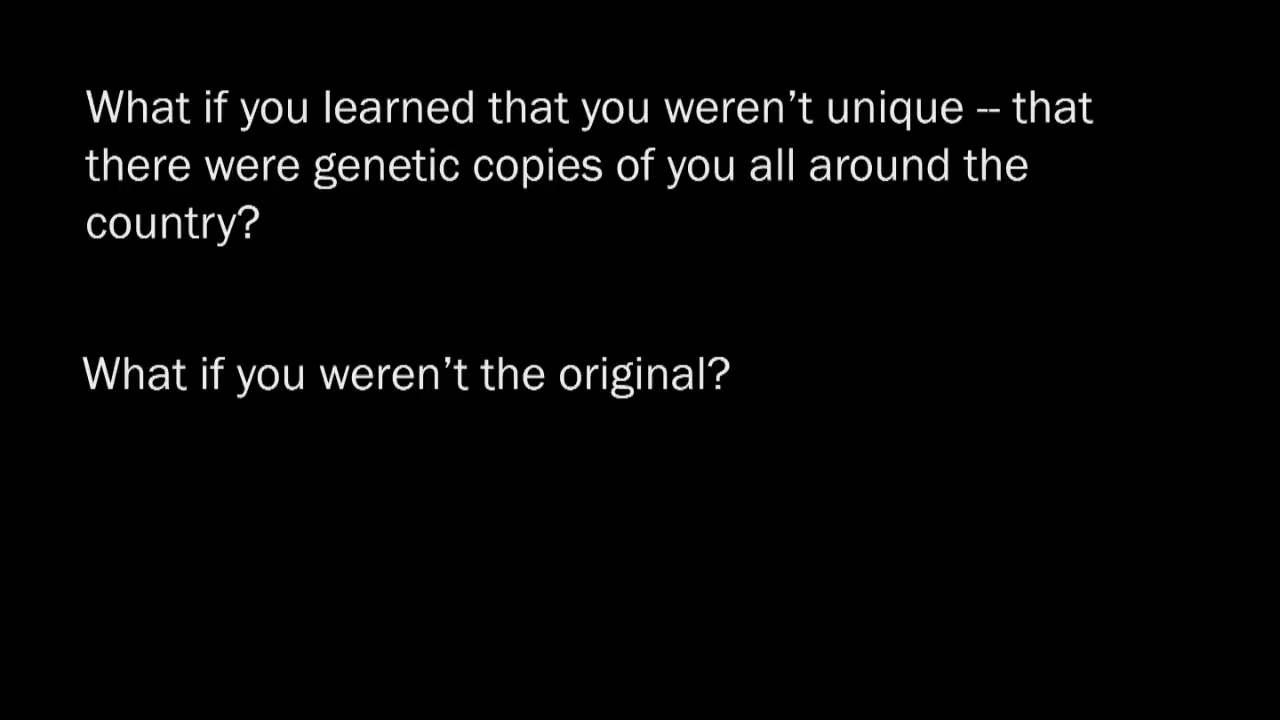 What if you learned that you weren’t unique -- that
there were genetic copies of you all around the
country?
What if you weren’t the original?